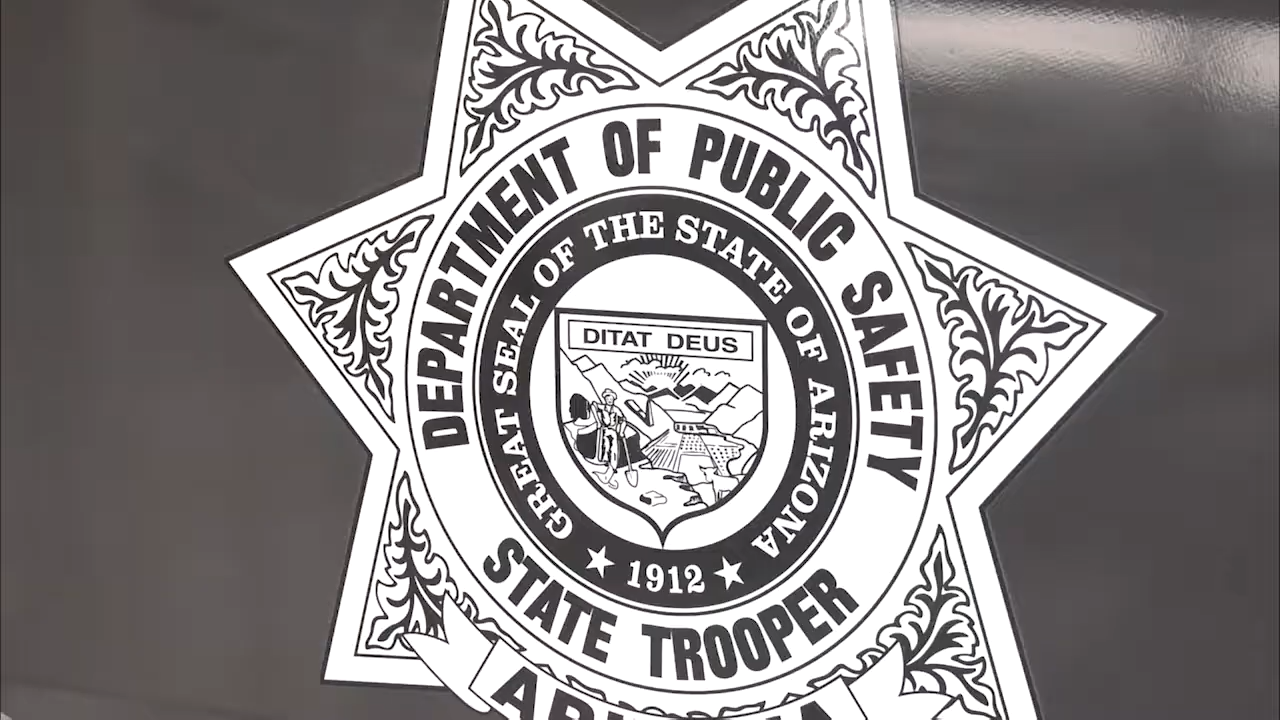 DEPARTMENT OF PUBLIC SAFETY
GREAT SEAL OF THE STATE OF ARIZONA
DITAT DEUS
★ 1912 ★
STATE TROOPER